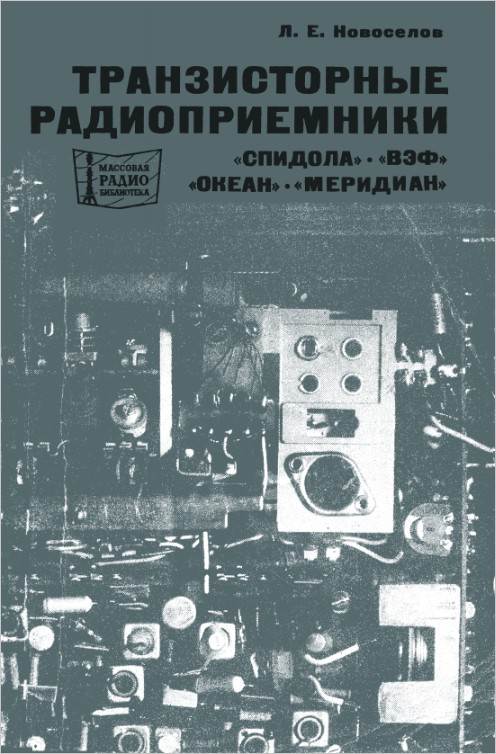 Л. Е. Новоселов
ТРАНЗИСТОРНЫЕ
РАДИОПРИЕМНИКИ
«СПИДОЛА» · «ВЭФ»
«ОКЕАН» · «МЕРИДИАН»
МАССОВАЯ
РАДИО
БИБЛИОТЕКА